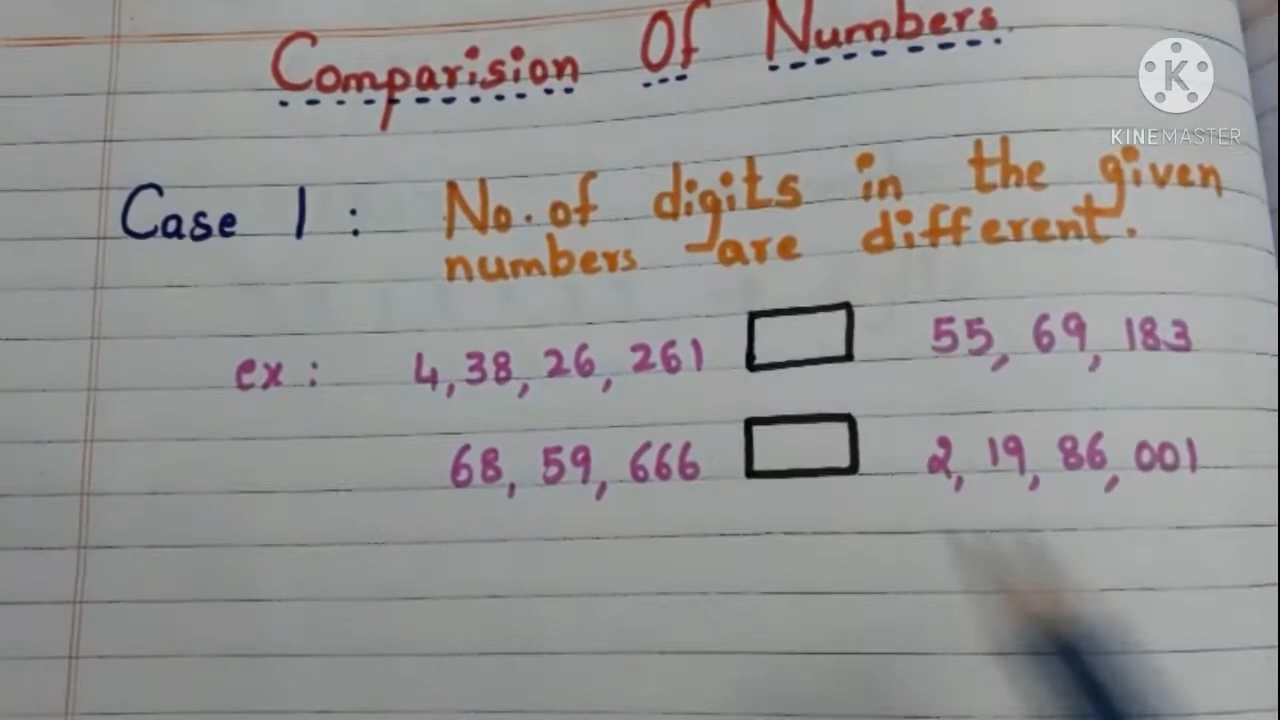 Comparision Of Numbers
KINEMASTER
Case 1 : No. of digits in the given
numbers are different.
ex : 4,38,26,261 55,69,183
68,59,666 2,19,86,001